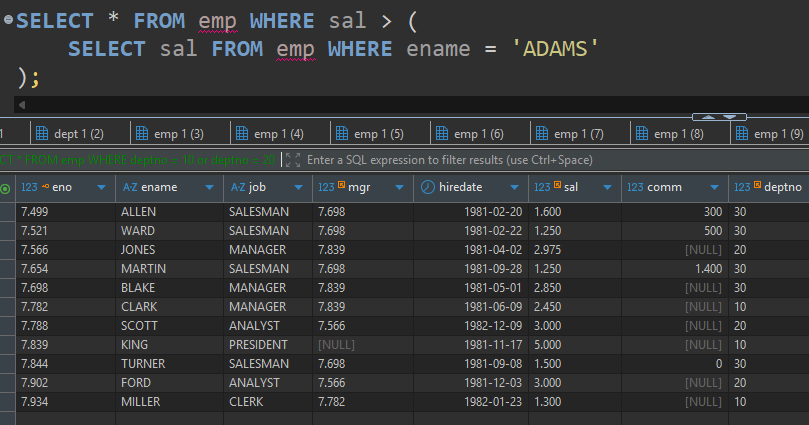 SELECT * FROM emp WHERE sal > (
SELECT sal FROM emp WHERE ename = 'ADAMS'
);
1 dept 1 (2) emp 1 (3) emp 1 (4) emp 1 (5) emp 1 (6) emp 1 (7) emp 1 (8) emp 1 (9)
CT * FROM emp WHERE deptno = 10 or deptno = 20 Enter a SQL expression to filter results (use Ctrl+Space)
123 eno A-Z ename A-Z job 123 mgr hiredate 123 sal 123 comm 123 deptno
7.499 ALLEN SALESMAN 7.698 1981-02-20 1.600 300 30
7.521 WARD SALESMAN 7.698 1981-02-22 1.250 500 30
7.566 JONES MANAGER 7.839 1981-04-02 2.975 [NULL] 20
7.654 MARTIN SALESMAN 7.698 1981-09-28 1.250 1.400 30
7.698 BLAKE MANAGER 7.839 1981-05-01 2.850 [NULL] 30
7.782 CLARK MANAGER 7.839 1981-06-09 2.450 [NULL] 10
7.788 SCOTT ANALYST 7.566 1982-12-09 3.000 [NULL] 20
7.839 KING PRESIDENT [NULL] 1981-11-17 5.000 [NULL] 10
7.844 TURNER SALESMAN 7.698 1981-09-08 1.500 0 30
7.902 FORD ANALYST 7.566 1981-12-03 3.000 [NULL] 20
7.934 MILLER CLERK 7.782 1982-01-23 1.300 [NULL] 10